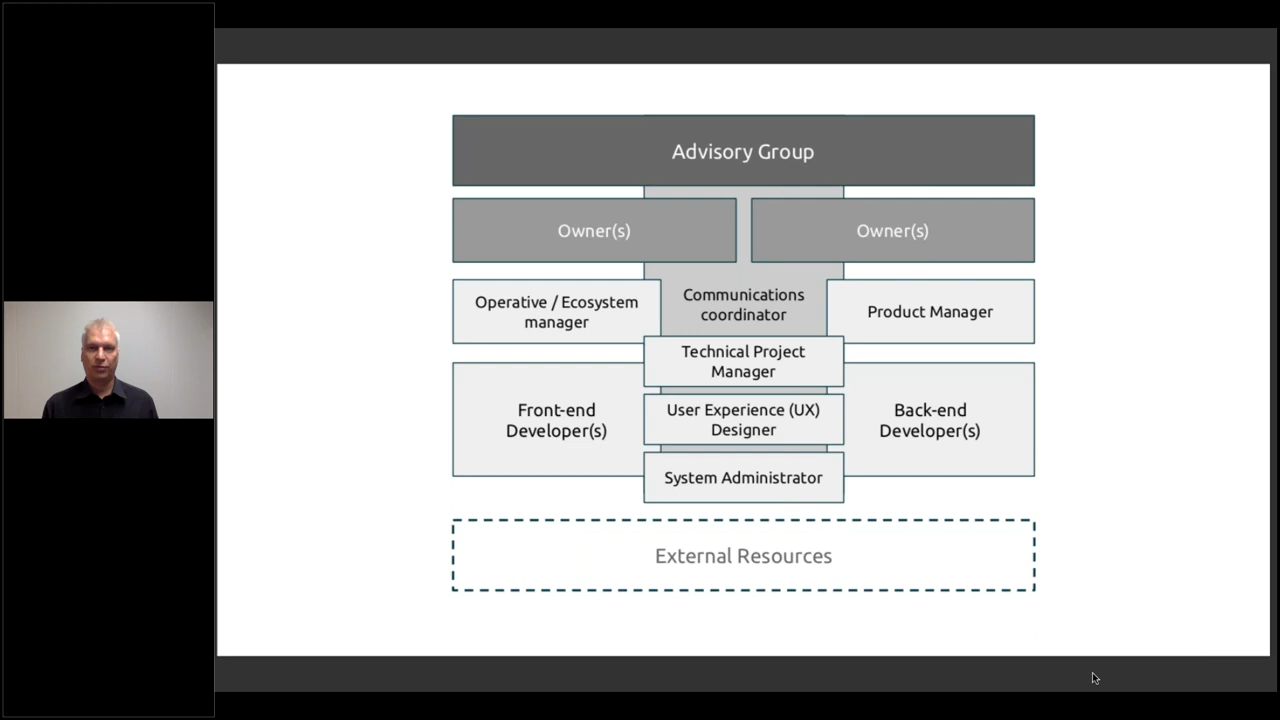 Advisory Group
Owner(s)
Owner(s)
Operative / Ecosystem
manager
Communications
coordinator
Product Manager
Technical Project
Manager
Front-end
Developer(s)
User Experience (UX)
Designer
Back-end
Developer(s)
System Administrator
External Resources